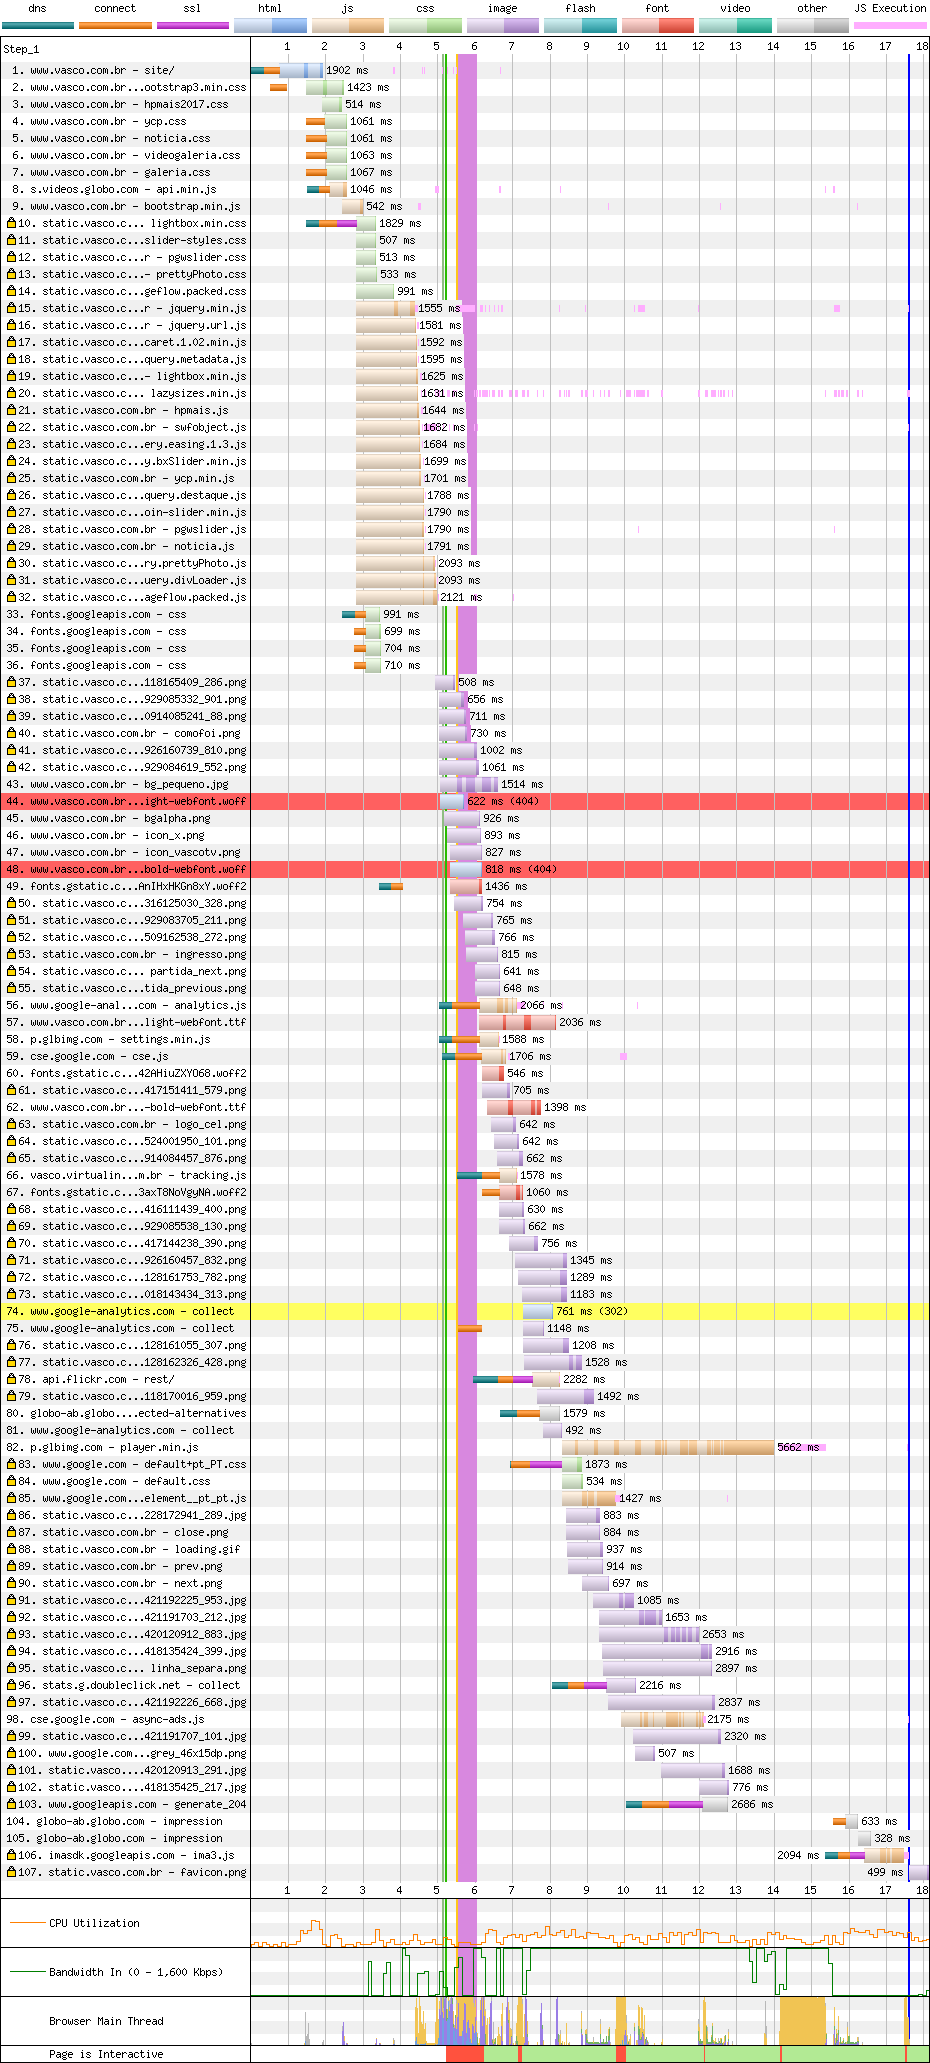 dns connect ssl html js css image flash font video other JS Execution
Step_1 1 2 3 4 5 6 7 8 9 10 11 12 13 14 15 16 17 18
1. www.vasco.com.br - site/ 1902 ms
2. www.vasco.com.br...ootstrap3.min.css 1423 ms
3. www.vasco.com.br - hpmais2017.css 514 ms
4. www.vasco.com.br - ycp.css 1061 ms
5. www.vasco.com.br - noticia.css 1061 ms
6. www.vasco.com.br - videogaleria.css 1063 ms
7. www.vasco.com.br - galeria.css 1067 ms
8. s.videos.globo.com - api.min.js 1046 ms
9. www.vasco.com.br - bootstrap.min.js 542 ms
10. static.vasco.c... lightbox.min.css 1829 ms
11. static.vasco.c...slider-styles.css 507 ms
12. static.vasco.c...r - pgwslider.css 513 ms
13. static.vasco.c...- prettyPhoto.css 533 ms
14. static.vasco.c...geflow.packed.css 991 ms
15. static.vasco.c...r - jquery.min.js 1555 ms
16. static.vasco.c...r - jquery.url.js 1581 ms
17. static.vasco.c...caret.1.02.min.js 1592 ms
18. static.vasco.c...query.metadata.js 1595 ms
19. static.vasco.c...- lightbox.min.js 1625 ms
20. static.vasco.c... lazysizes.min.js 1631 ms
21. static.vasco.com.br - hpmais.js 1644 ms
22. static.vasco.com.br - swfobject.js 1682 ms
23. static.vasco.c...ery.easing.1.3.js 1684 ms
24. static.vasco.c...y.bxSlider.min.js 1699 ms
25. static.vasco.com.br - ycp.min.js 1701 ms
26. static.vasco.c...query.destaque.js 1788 ms
27. static.vasco.c...oin-slider.min.js 1790 ms
28. static.vasco.com.br - pgwslider.js 1790 ms
29. static.vasco.com.br - noticia.js 1791 ms
30. static.vasco.c...ry.prettyPhoto.js 2093 ms
31. static.vasco.c...uery.divLoader.js 2093 ms
32. static.vasco.c...ageflow.packed.js 2121 ms
33. fonts.googleapis.com - css 991 ms
34. fonts.googleapis.com - css 699 ms
35. fonts.googleapis.com - css 704 ms
36. fonts.googleapis.com - css 710 ms
37. static.vasco.c...118165409_286.png 508 ms
38. static.vasco.c...929085332_901.png 656 ms
39. static.vasco.c...0914085241_88.png 711 ms
40. static.vasco.com.br - comofoi.png 730 ms
41. static.vasco.c...926160739_810.png 1002 ms
42. static.vasco.c...929084619_552.png 1061 ms
43. www.vasco.com.br - bg_pequeno.jpg 1514 ms
44. www.vasco.com.br...ight-webfont.woff 622 ms (404)
45. www.vasco.com.br - bgalpha.png 926 ms
46. www.vasco.com.br - icon_x.png 893 ms
47. www.vasco.com.br - icon_vascotv.png 827 ms
48. www.vasco.com.br...bold-webfont.woff 818 ms (404)
49. fonts.gstatic.c...AnIHxHKGn8xY.woff2 1436 ms
50. static.vasco.c...316125030_328.png 754 ms
51. static.vasco.c...929083705_211.png 765 ms
52. static.vasco.c...509162538_272.png 766 ms
53. static.vasco.com.br - ingresso.png 815 ms
54. static.vasco.c... partida_next.png 641 ms
55. static.vasco.c...tida_previous.png 648 ms
56. www.google-anal...com - analytics.js 2066 ms
57. www.vasco.com.br...light-webfont.ttf 2036 ms
58. p.glbimg.com - settings.min.js 1588 ms
59. cse.google.com - cse.js 1706 ms
60. fonts.gstatic.c...42AHiuZXYO68.woff2 546 ms
61. static.vasco.c...417151411_579.png 705 ms
62. www.vasco.com.br...-bold-webfont.ttf 1398 ms
63. static.vasco.com.br - logo_cel.png 642 ms
64. static.vasco.c...524001950_101.png 642 ms
65. static.vasco.c...914084457_876.png 662 ms
66. vasco.virtualin...m.br - tracking.js 1578 ms
67. fonts.gstatic.c...3axT8NoVgyNA.woff2 1060 ms
68. static.vasco.c...416111439_400.png 630 ms
69. static.vasco.c...929085538_130.png 662 ms
70. static.vasco.c...417144238_390.png 756 ms
71. static.vasco.c...926160457_832.png 1345 ms
72. static.vasco.c...128161753_782.png 1289 ms
73. static.vasco.c...018143434_313.png 1183 ms
74. www.google-analytics.com - collect 761 ms (302)
75. www.google-analytics.com - collect 1148 ms
76. static.vasco.c...128161055_307.png 1208 ms
77. static.vasco.c...128162326_428.png 1528 ms
78. api.flickr.com - rest/ 2282 ms
79. static.vasco.c...118170016_959.png 1492 ms
80. globo-ab.globo....ected-alternatives 1579 ms
81. www.google-analytics.com - collect 492 ms
82. p.glbimg.com - player.min.js 5662 ms
83. www.google.com - default+pt_PT.css 1873 ms
84. www.google.com - default.css 534 ms
85. www.google.com...element__pt_pt.js 1427 ms
86. static.vasco.c...228172941_289.jpg 883 ms
87. static.vasco.com.br - close.png 884 ms
88. static.vasco.com.br - loading.gif 937 ms
89. static.vasco.com.br - prev.png 914 ms
90. static.vasco.com.br - next.png 697 ms
91. static.vasco.c...421192225_953.jpg 1085 ms
92. static.vasco.c...421191703_212.jpg 1653 ms
93. static.vasco.c...420120912_883.jpg 2653 ms
94. static.vasco.c...418135424_399.jpg 2916 ms
95. static.vasco.c... linha_separa.png 2897 ms
96. stats.g.doubleclick.net - collect 2216 ms
97. static.vasco.c...421192226_668.jpg 2837 ms
98. cse.google.com - async-ads.js 2175 ms
99. static.vasco.c...421191707_101.jpg 2320 ms
100. www.google.com...grey_46x15dp.png 507 ms
101. static.vasco....420120913_291.jpg 1688 ms
102. static.vasco....418135425_217.jpg 776 ms
103. www.googleapis.com - generate_204 2686 ms
104. globo-ab.globo.com - impression 633 ms
105. globo-ab.globo.com - impression 328 ms
106. imasdk.googleapis.com - ima3.js 2094 ms
107. static.vasco.com.br - favicon.png 499 ms
1 2 3 4 5 6 7 8 9 10 11 12 13 14 15 16 17 18
CPU Utilization
Bandwidth In (0 - 1,600 Kbps)
Browser Main Thread
Page is Interactive